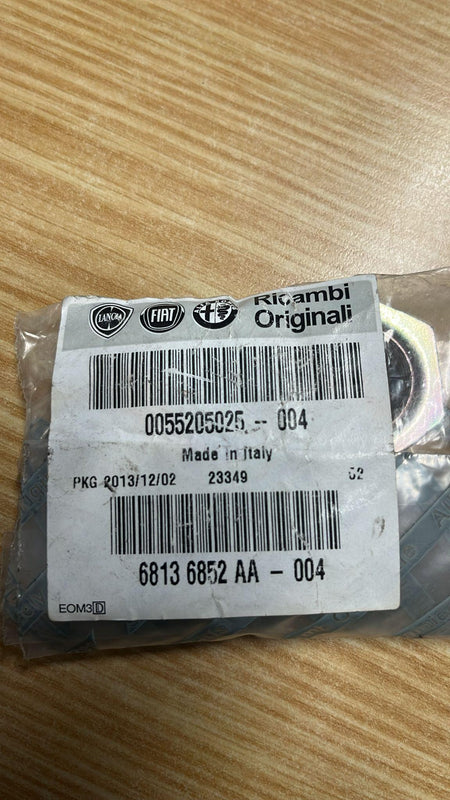 LANCIA FIAT Ricambi
Originali
0055205025 -- 004
Made in Italy
PKG 2013/12/02 23349 02
6813 6852 AA - 004
EOM3 D